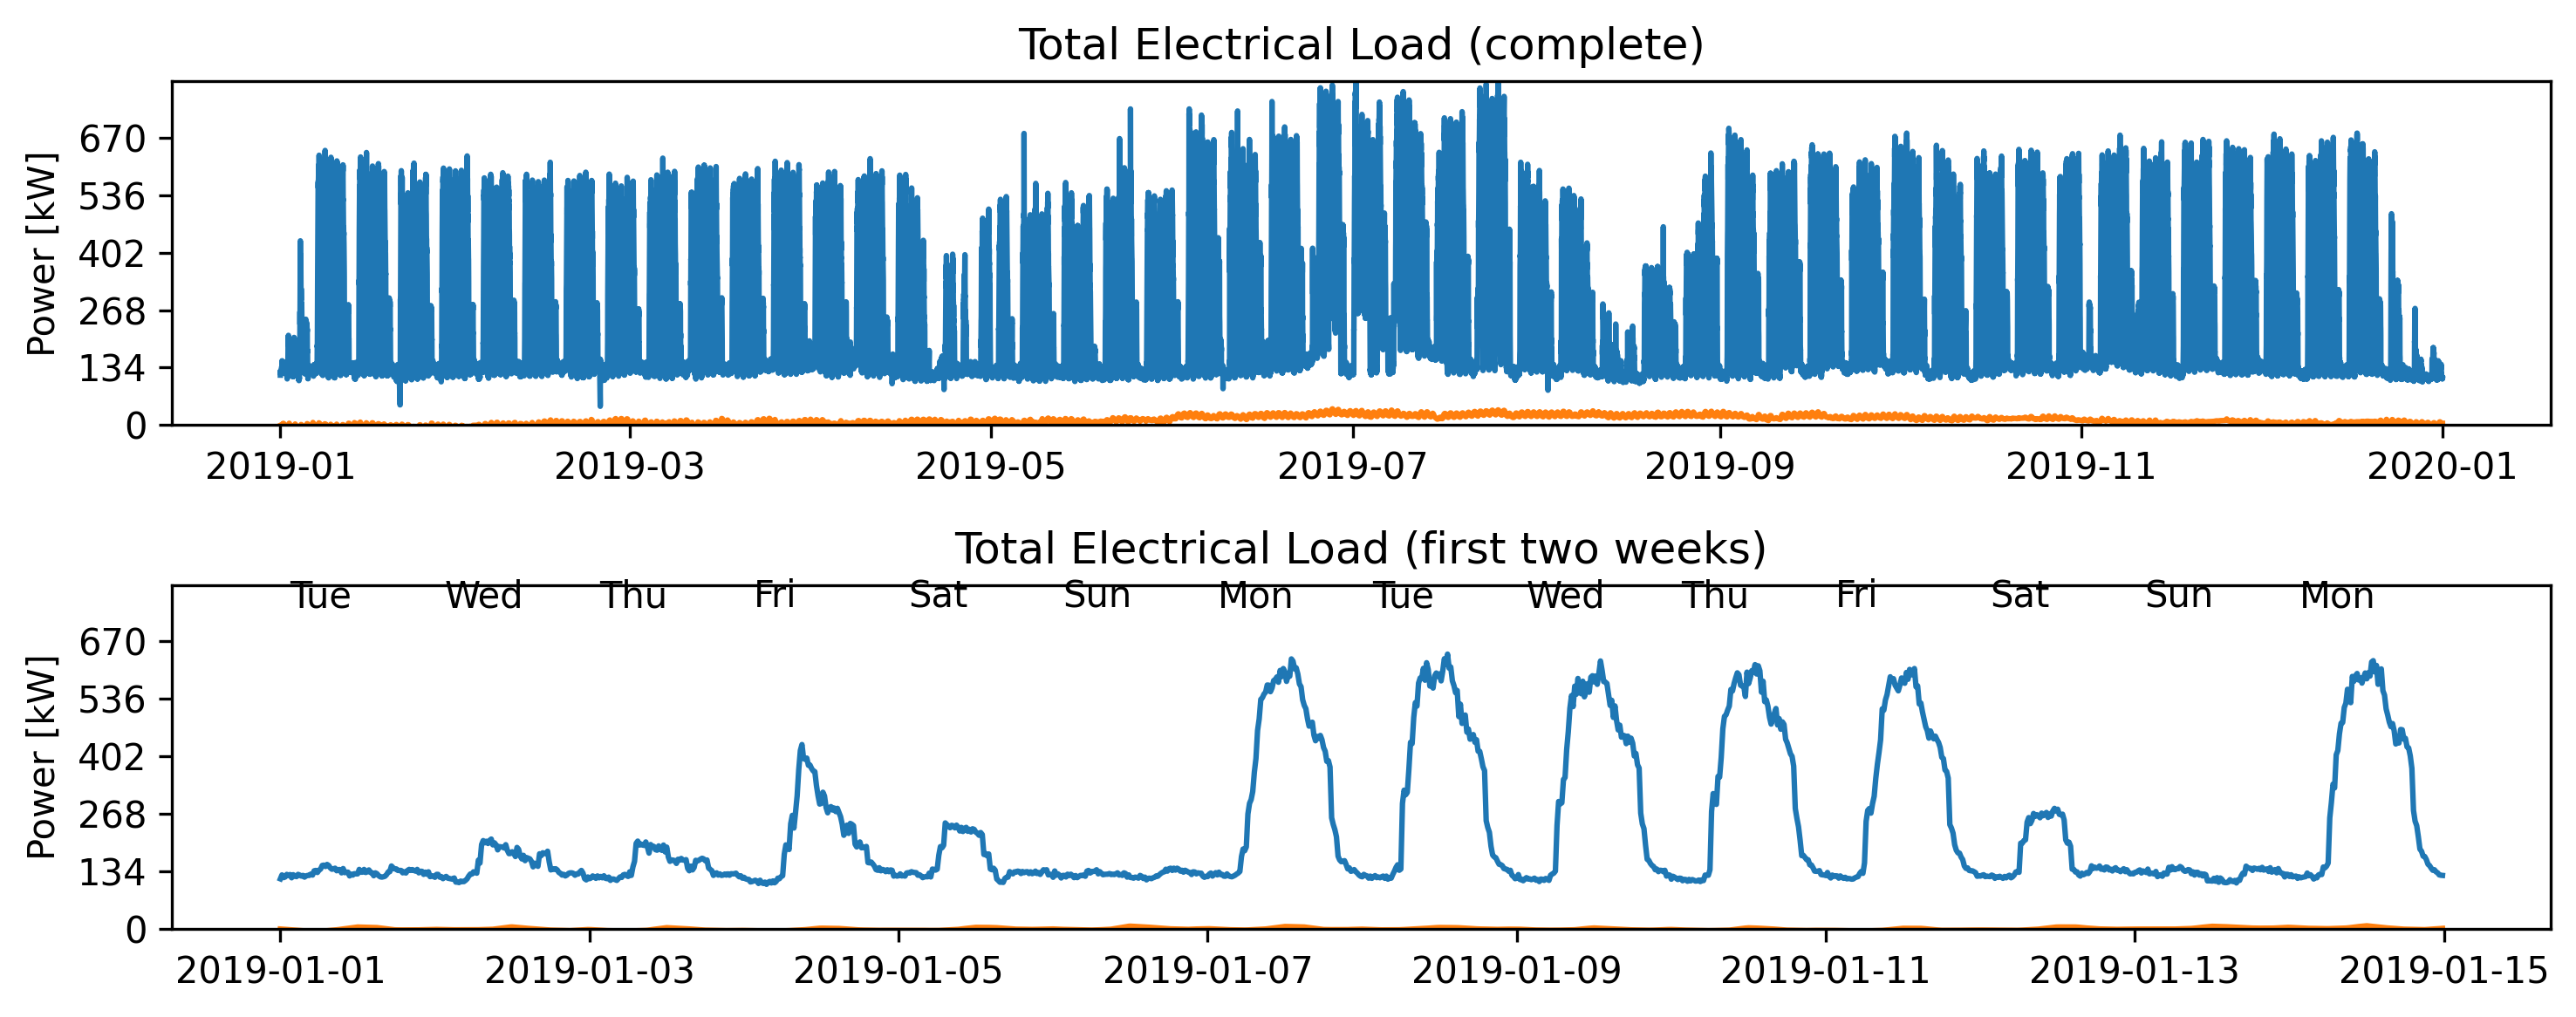 Total Electrical Load (complete)
Power [kW]
670
536
402
268
134
0
2019-01 2019-03 2019-05 2019-07 2019-09 2019-11 2020-01
Total Electrical Load (first two weeks)
Tue Wed Thu Fri Sat Sun Mon Tue Wed Thu Fri Sat Sun Mon
Power [kW]
670
536
402
268
134
0
2019-01-01 2019-01-03 2019-01-05 2019-01-07 2019-01-09 2019-01-11 2019-01-13 2019-01-15